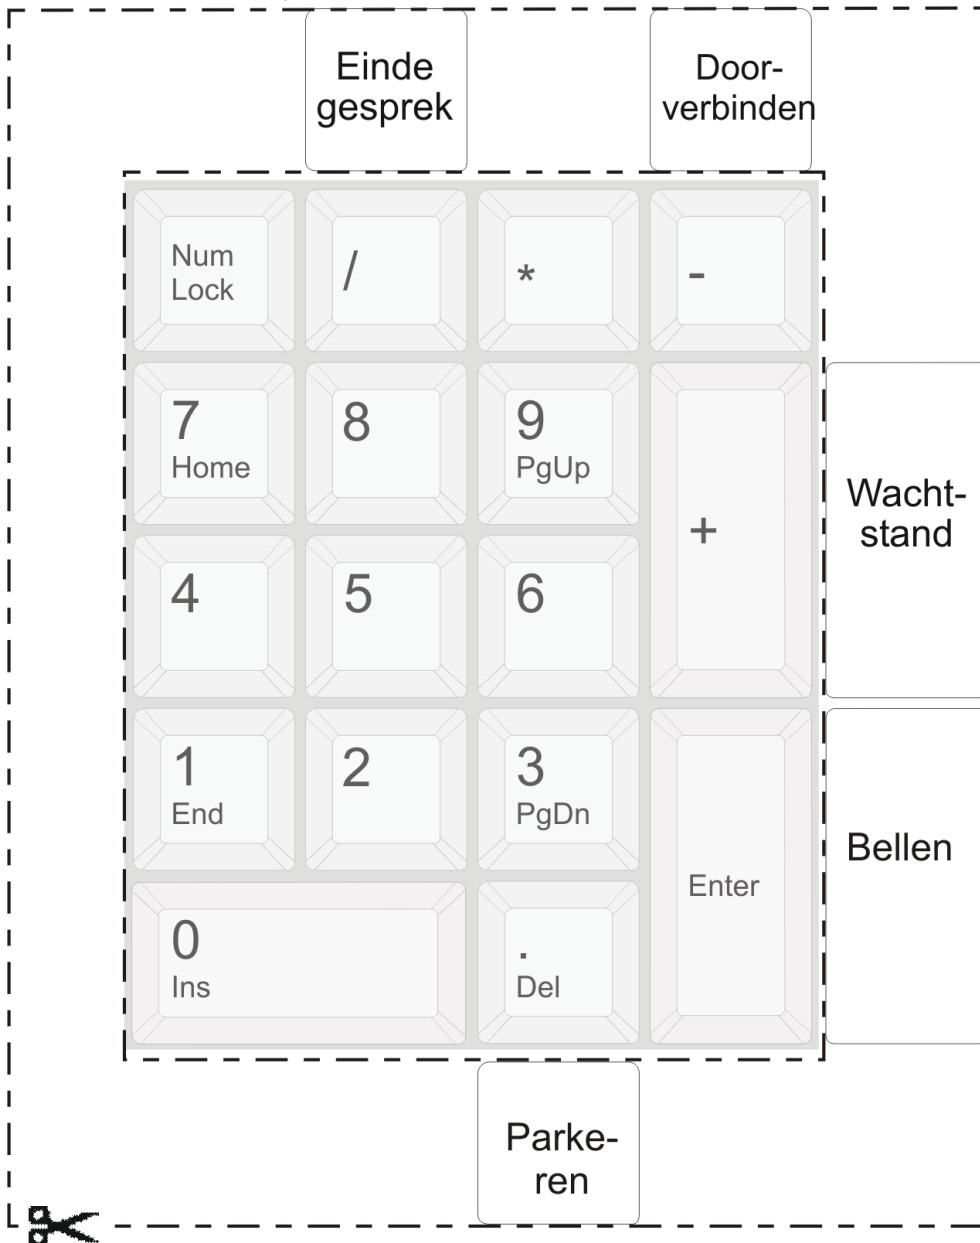 Einde
gesprek
Door-
verbinden
Num
Lock
/
*
-
7
Home
8
9
PgUp
+
Wacht-
stand
4
5
6
1
End
2
3
PgDn
Enter
Bellen
0
Ins
.
Del
Parke-
ren